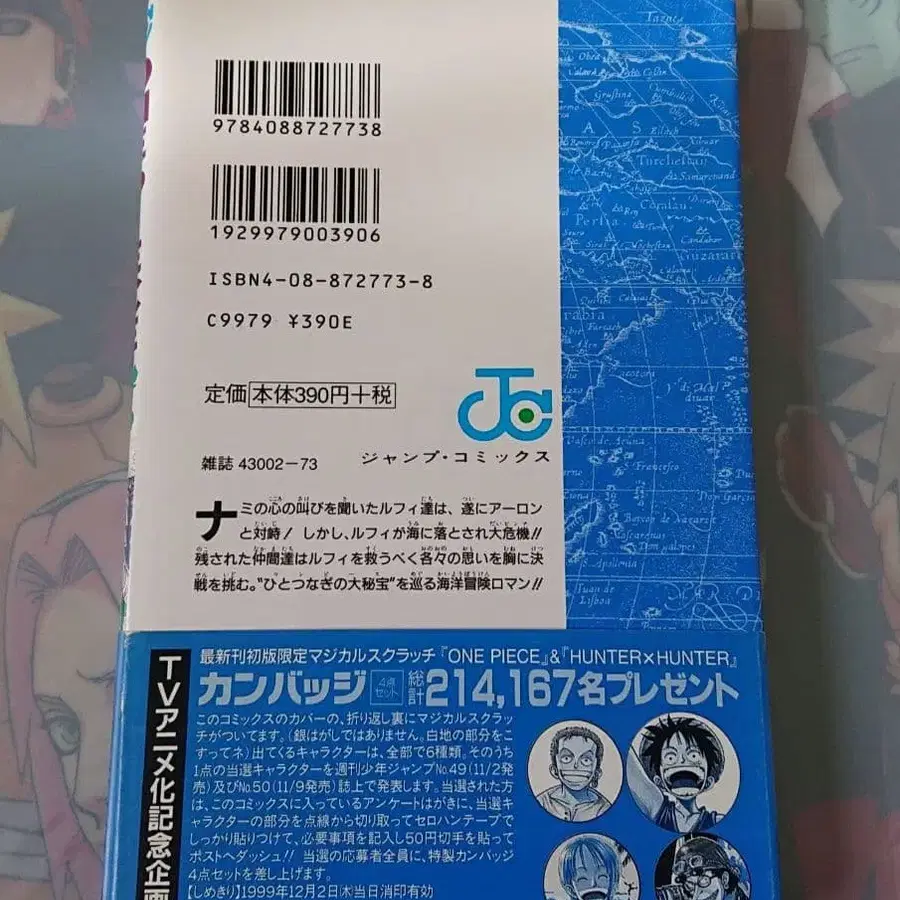 9784088727738
1929979003906
ISBN4-08-872773-8
C9979 ¥390E
定価 本体390円+税
ジャンプ・コミックス
雑誌 43002-73
ナミの心の叫びを聞いたルフィ達は、遂にアーロン
と対峙! しかし、ルフィが海に落とされ大危機!!
残された仲間達はルフィを救うべく各々の思いを胸に決
戦を挑む。"ひとつなぎの大秘宝"を巡る海洋冒険ロマン!!
TVアニメ化記念企画
最新刊初版限定マジカルスクラッチ『ONE PIECE』&『HUNTER×HUNTER』
カンバッジ 4点セット 総計 214,167名プレゼント
このコミックスのカバーの、折り返し裏にマジカルスクラッ
チがついてます。(銀はがしではありません。白地の部分をこ
すってネ)出てくるキャラクターは、全部で6種類。そのうち
1点の当選キャラクターを週刊少年ジャンプNo.49(11/2発
売)及びNo.50(11/9発売)誌上で発表します。当選された方
は、このコミックスに入っているアンケートはがきに、当選キ
ャラクターの部分を点線から切り取ってセロハンテープで
しっかり貼りつけて、必要事項を記入し50円切手を貼って
ポストへダッシュ!! 当選の応募者全員に、特製カンバッジ
4点セットを差し上げます。
【しめきり】1999年12月2日(木)当日消印有効
Tazne
Grustina
Turchestan
Samarchand
Persia
Candahar
Guzarat
Vasco de Acuna
S. Francesco
Dom Garcia
Baixos de Nazaret
Apollonia
Juan de Lisboa